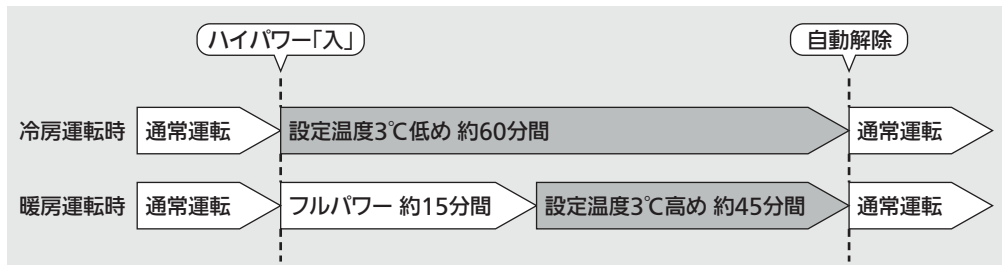 ハイパワー「入」
自動解除
冷房運転時 通常運転 設定温度3℃低め 約60分間 通常運転
暖房運転時 通常運転 フルパワー 約15分間 設定温度3℃高め 約45分間 通常運転